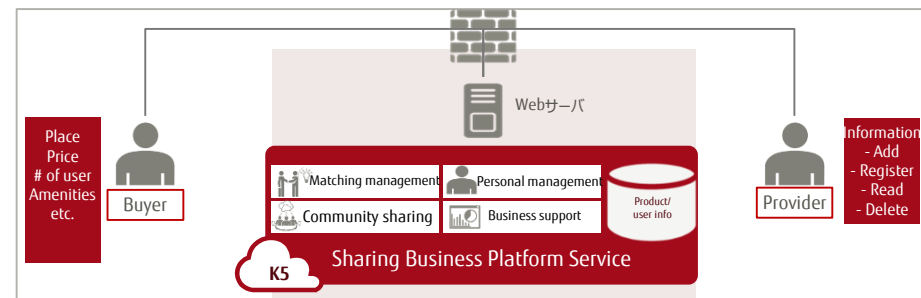 Webサーバ
Place
Price
# of user
Amenities
etc.
Buyer
Matching management
Personal management
Community sharing
Business support
Product/
user info
Sharing Business Platform Service
K5
Provider
Information
- Add
- Register
- Read
- Delete